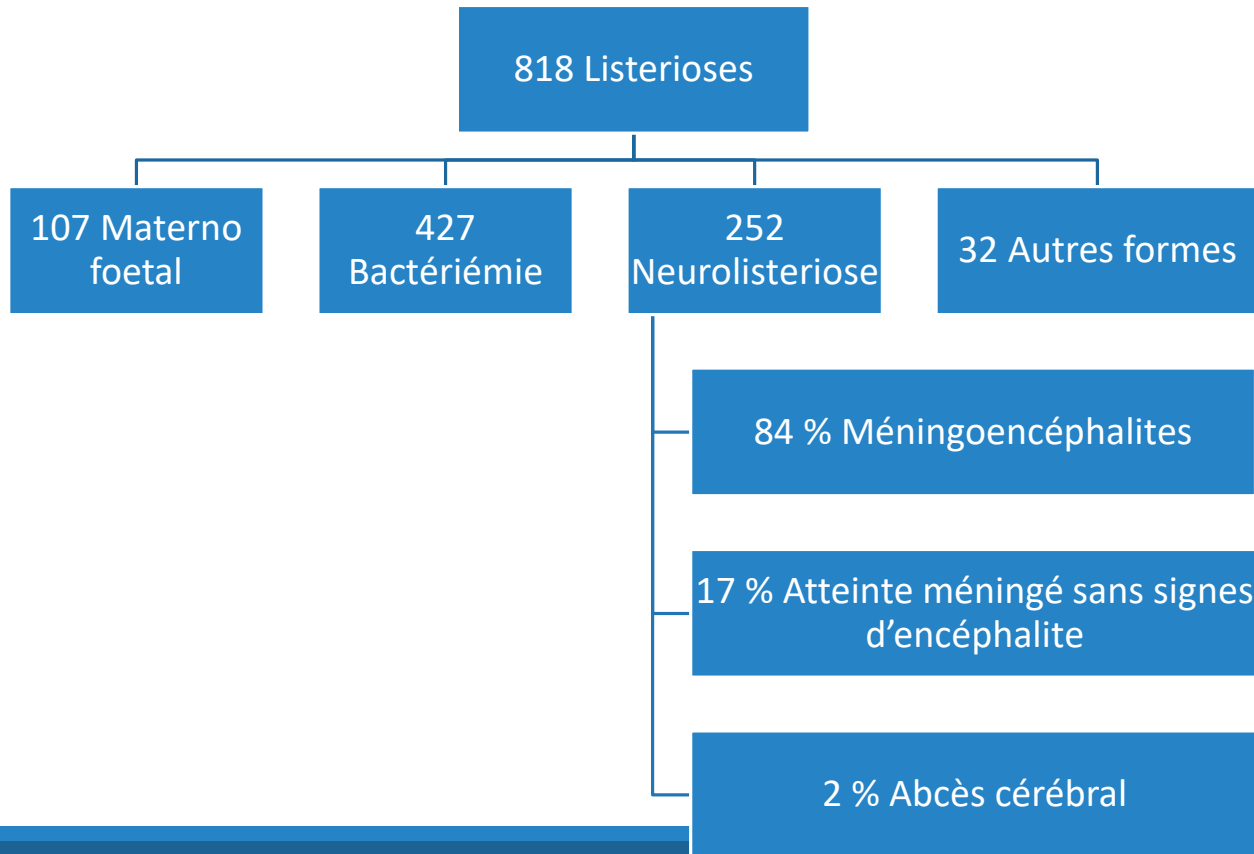 818 Listerioses
107 Materno
foetal
427
Bactériémie
252
Neurolisteriose
32 Autres formes
84 % Méningoencéphalites
17 % Atteinte méningé sans signes
d’encéphalite
2 % Abcès cérébral